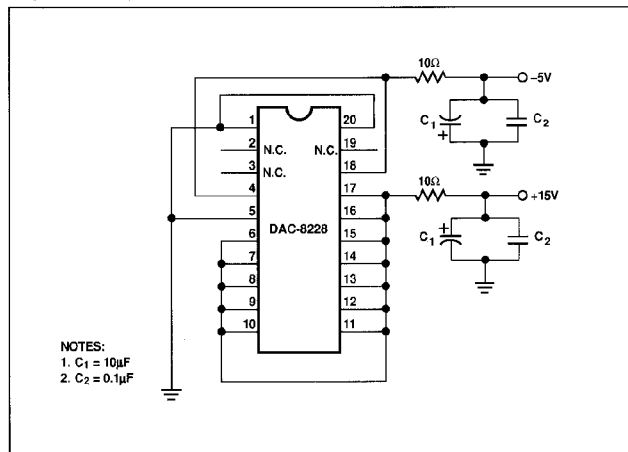 10Ω
–5V
C1
+
C2
1
20
2
N.C.
N.C.
19
3
N.C.
18
4
17
10Ω
+15V
5
DAC-8228
16
6
15
C1
+
C2
7
14
8
13
9
12
10
11
NOTES:
1. C1 = 10µF
2. C2 = 0.1µF